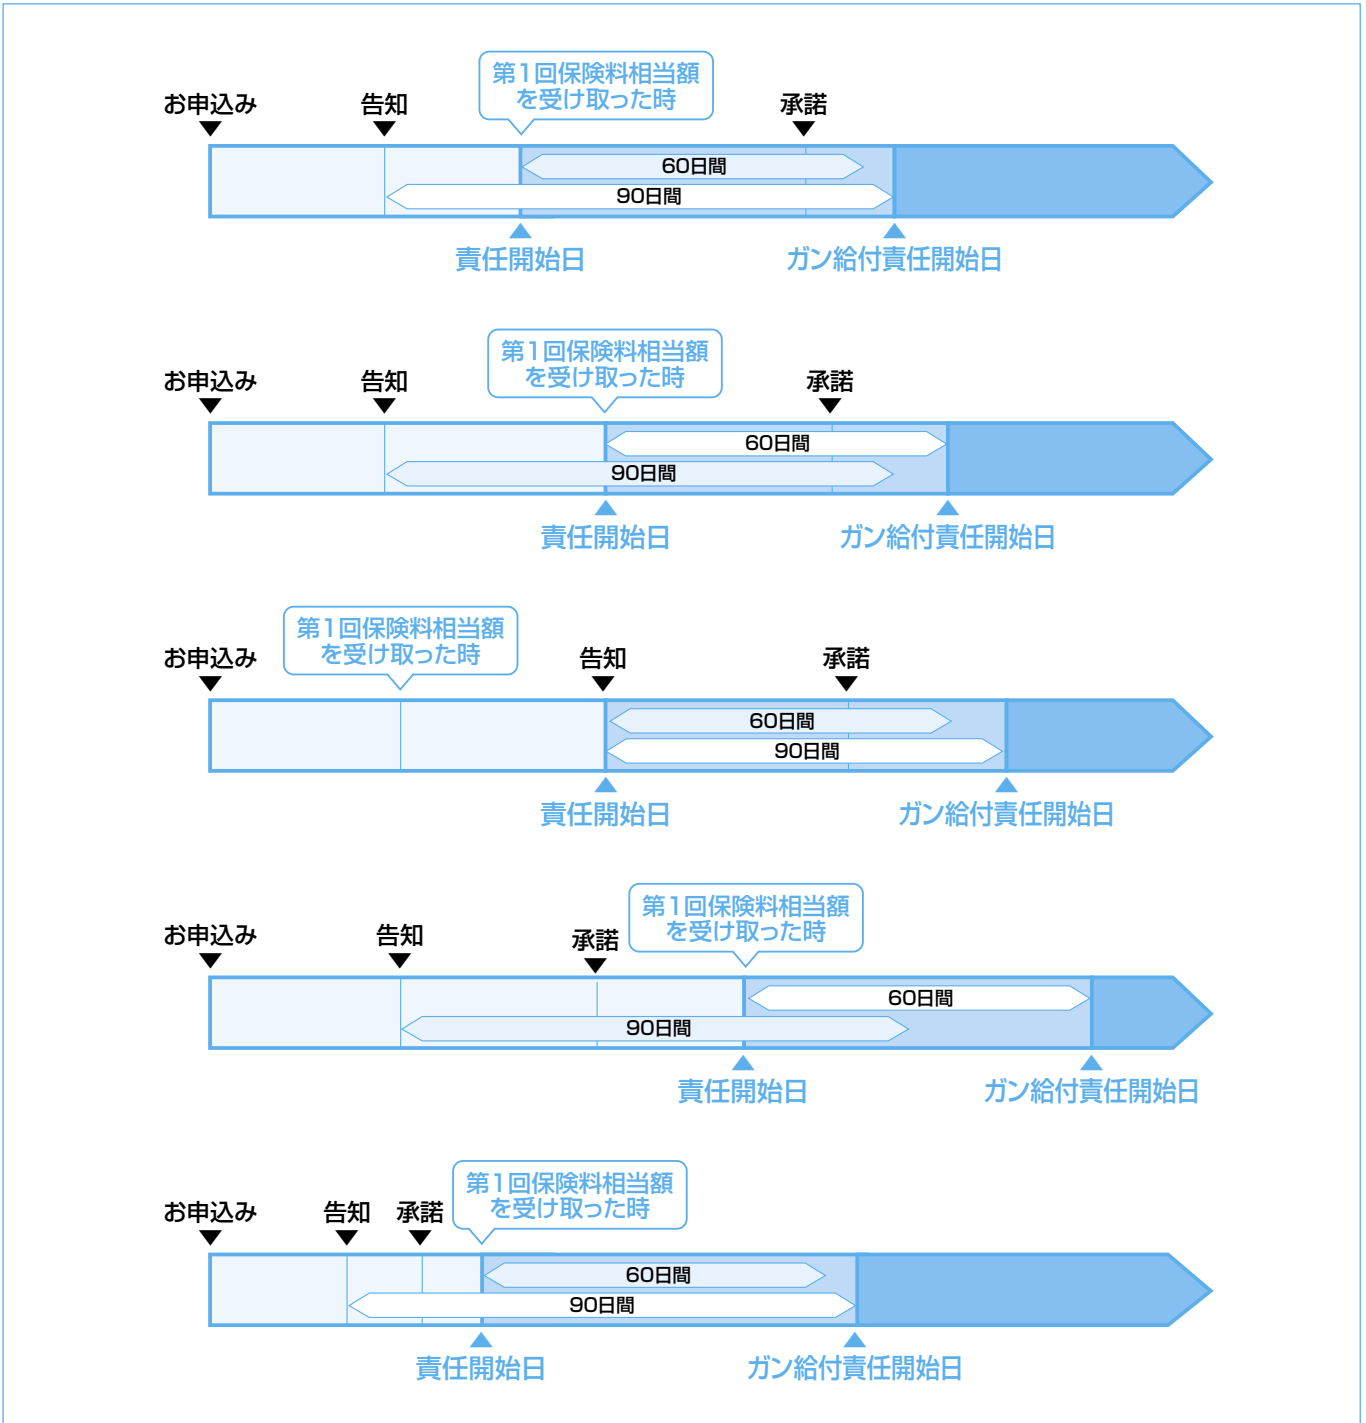 第1回保険料相当額
を受け取った時
お申込み
告知
承諾
60日間
90日間
責任開始日
ガン給付責任開始日
第1回保険料相当額
を受け取った時
お申込み
告知
承諾
60日間
90日間
責任開始日
ガン給付責任開始日
第1回保険料相当額
を受け取った時
お申込み
告知
承諾
60日間
90日間
責任開始日
ガン給付責任開始日
第1回保険料相当額
を受け取った時
お申込み
告知
承諾
60日間
90日間
責任開始日
ガン給付責任開始日
第1回保険料相当額
を受け取った時
お申込み
告知
承諾
60日間
90日間
責任開始日
ガン給付責任開始日